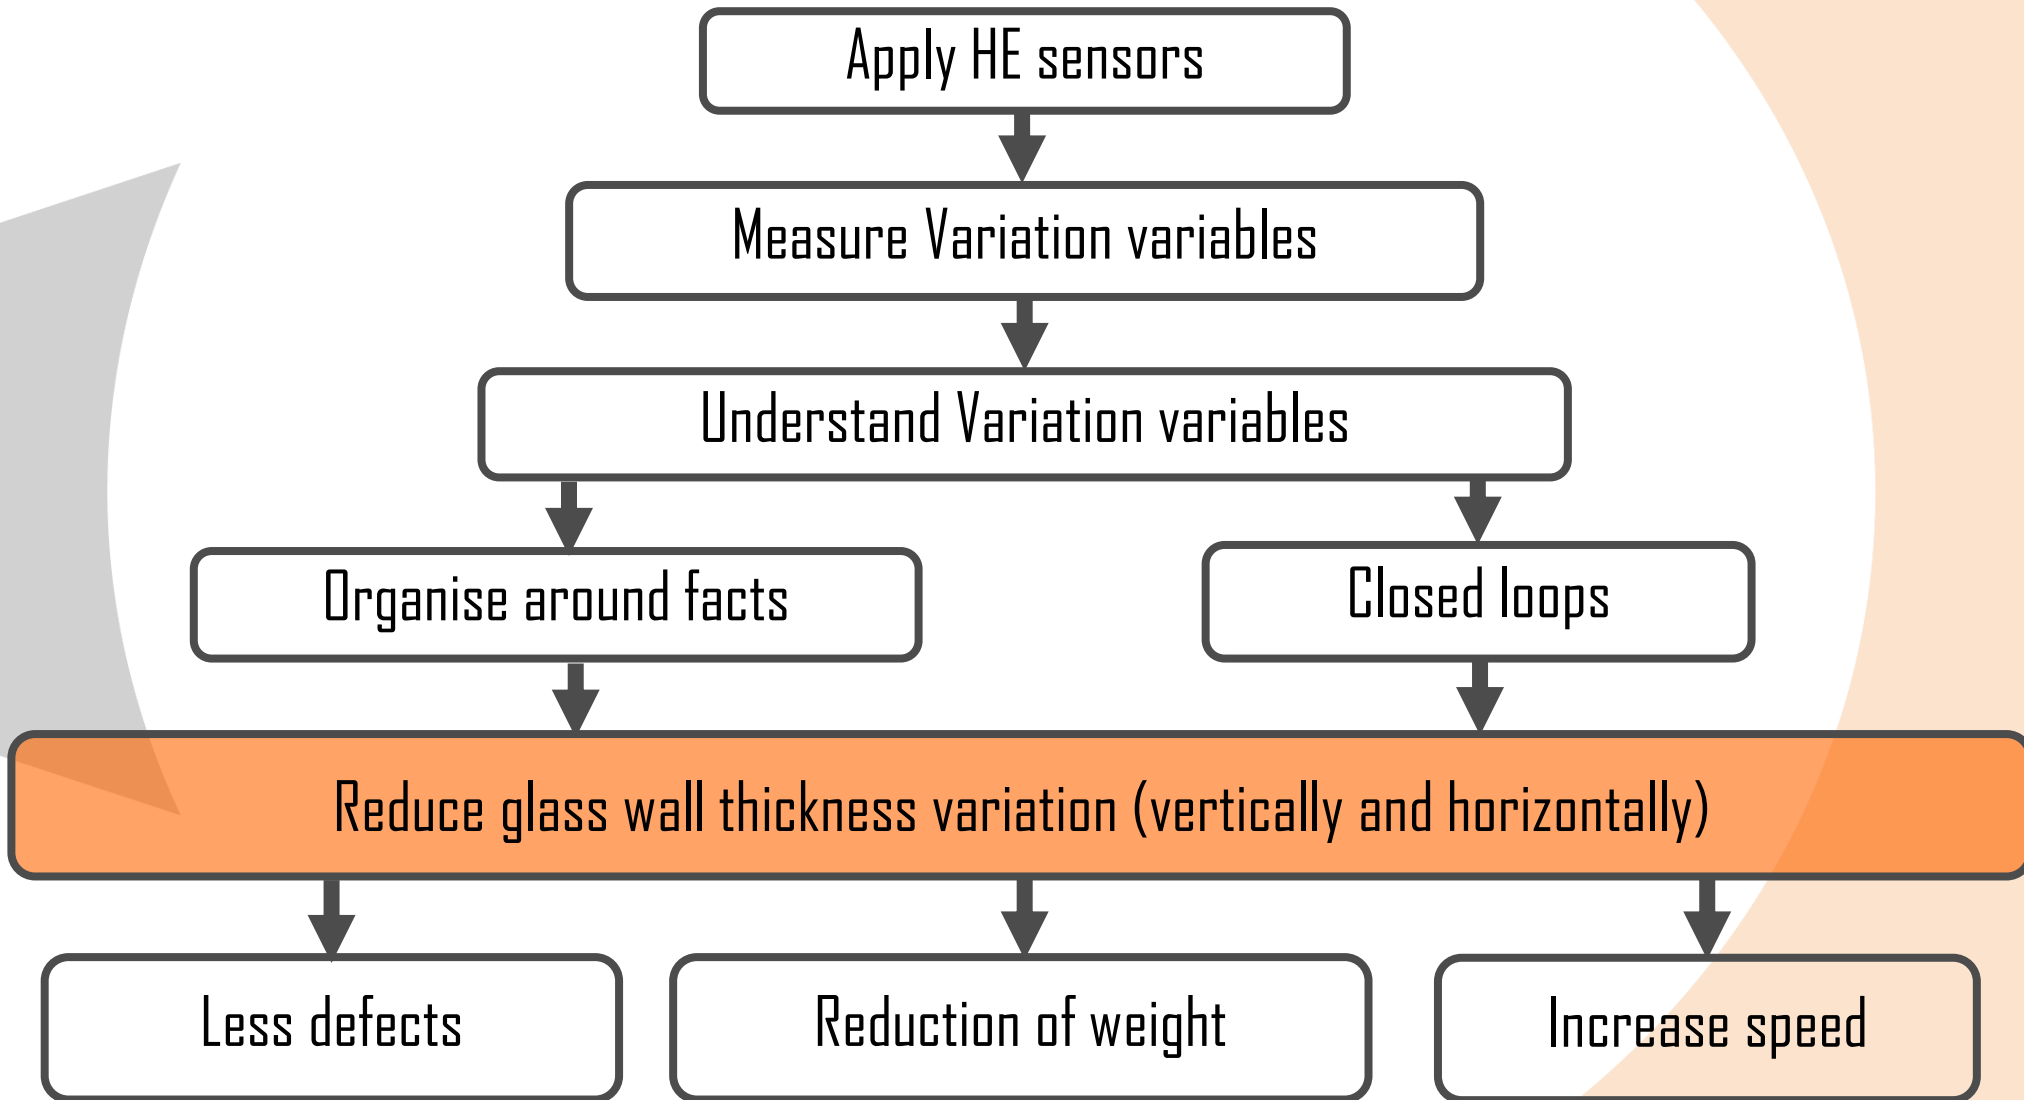 Apply HE sensors
Measure Variation variables
Understand Variation variables
Organise around facts
Closed loops
Reduce glass wall thickness variation (vertically and horizontally)
Less defects
Reduction of weight
Increase speed